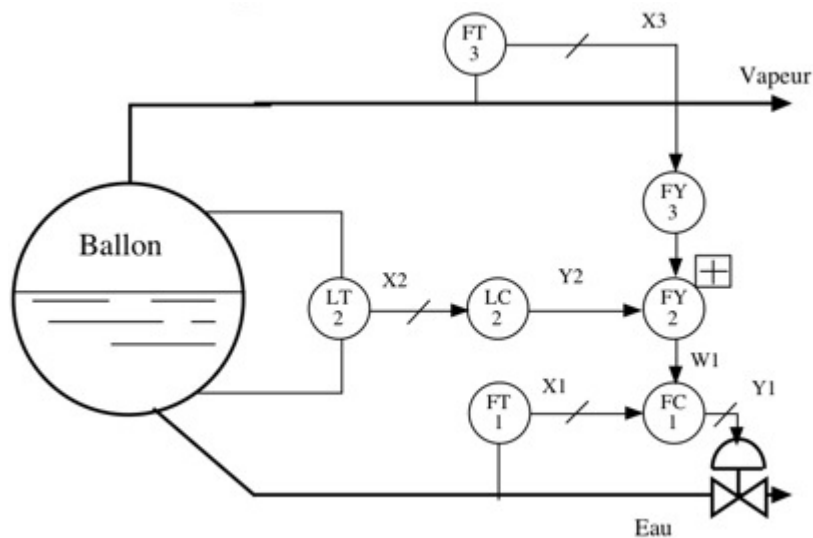 FT
3
X3
Vapeur
FY
3
Ballon
LT
2
X2
LC
2
Y2
FY
2
+
W1
FT
1
X1
FC
1
Y1
Eau